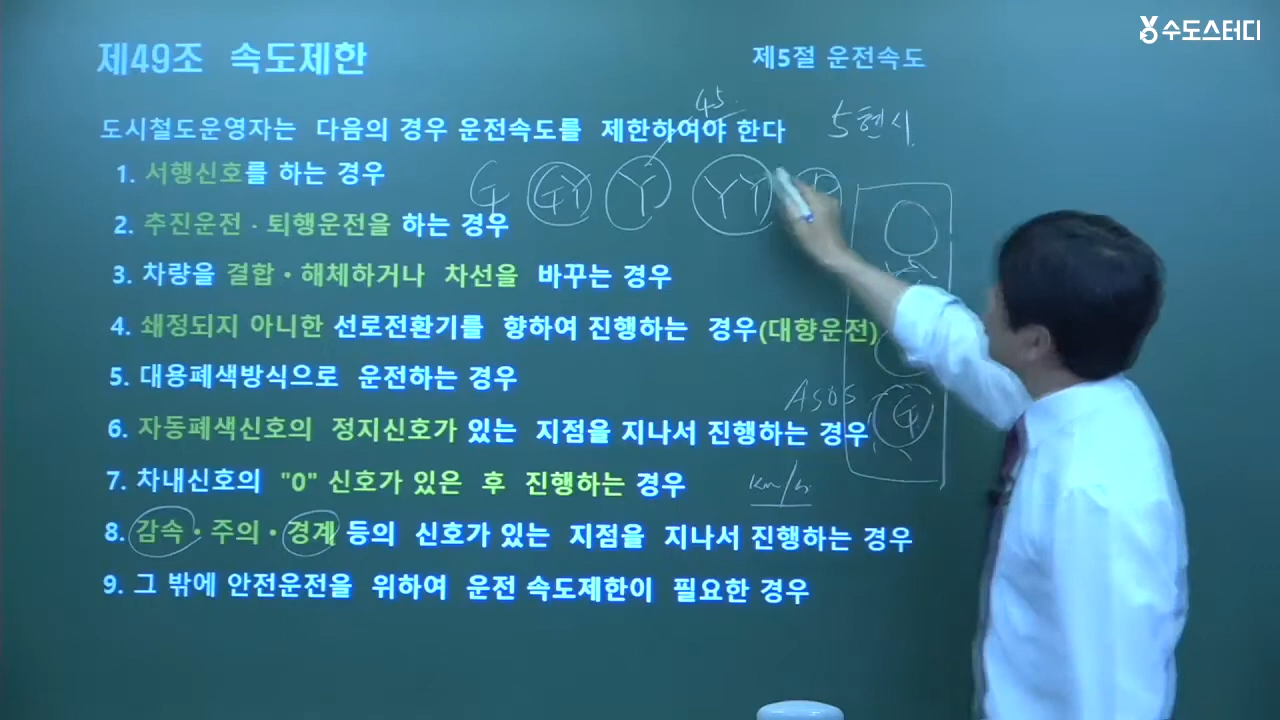 수도스터디
제49조 속도제한
제5절 운전속도
45
도시철도운영자는 다음의 경우 운전속도를 제한하여야 한다
5현시
1. 서행신호를 하는 경우
G GY Y YY
2. 추진운전 · 퇴행운전을 하는 경우
3. 차량을 결합 · 해체하거나 차선을 바꾸는 경우
4. 쇄정되지 아니한 선로전환기를 향하여 진행하는 경우(대향운전)
5. 대용폐색방식으로 운전하는 경우
ASOS
G
6. 자동폐색신호의 정지신호가 있는 지점을 지나서 진행하는 경우
7. 차내신호의 "0" 신호가 있은 후 진행하는 경우
km/h
8. 감속 · 주의 · 경계 등의 신호가 있는 지점을 지나서 진행하는 경우
9. 그 밖에 안전운전을 위하여 운전 속도제한이 필요한 경우